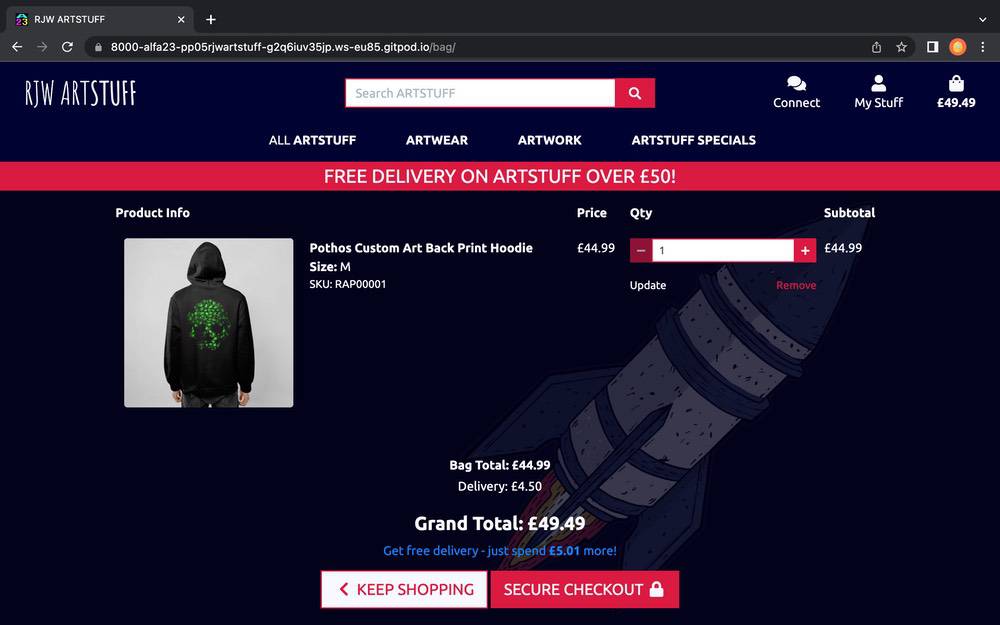 RJW ARTSTUFF
8000-alfa23-pp05rjwartstuff-g2q6iuv35jp.ws-eu85.gitpod.io/bag/
RJW ARTSTUFF
Search ARTSTUFF
Connect
My Stuff
£49.49
ALL ARTSTUFF
ARTWEAR
ARTWORK
ARTSTUFF SPECIALS
FREE DELIVERY ON ARTSTUFF OVER £50!
Product Info
Price
Qty
Subtotal
Pothos Custom Art Back Print Hoodie
£44.99
1
£44.99
Size: M
SKU: RAP00001
Update
Remove
Bag Total: £44.99
Delivery: £4.50
Grand Total: £49.49
Get free delivery - just spend £5.01 more!
KEEP SHOPPING
SECURE CHECKOUT